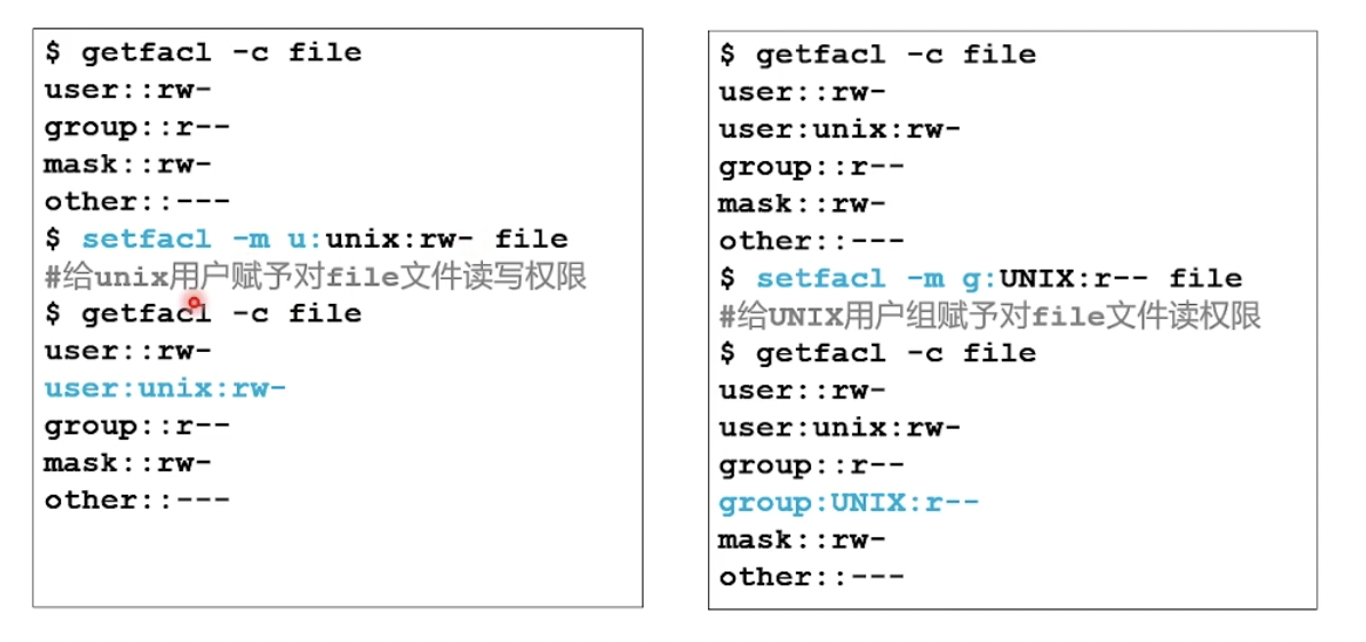 $ getfacl -c file
user::rw-
group::r--
mask::rw-
other::---
$ setfacl -m u:unix:rw- file
#给unix用户赋予对file文件读写权限
$ getfacl -c file
user::rw-
user:unix:rw-
group::r--
mask::rw-
other::---
$ getfacl -c file
user::rw-
user:unix:rw-
group::r--
mask::rw-
other::---
$ setfacl -m g:UNIX:r-- file
#给UNIX用户组赋予对file文件读权限
$ getfacl -c file
user::rw-
user:unix:rw-
group::r--
group:UNIX:r--
mask::rw-
other::---